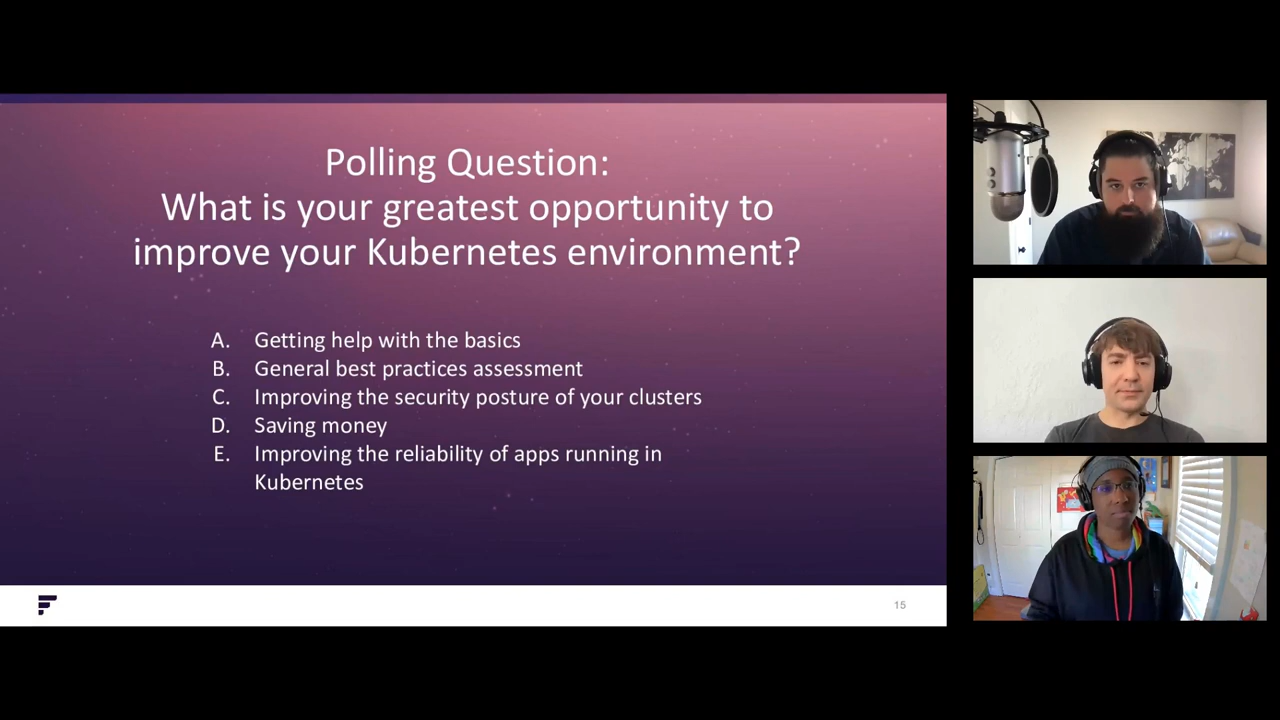 Polling Question:
What is your greatest opportunity to
improve your Kubernetes environment?
A. Getting help with the basics
B. General best practices assessment
C. Improving the security posture of your clusters
D. Saving money
E. Improving the reliability of apps running in
Kubernetes
15